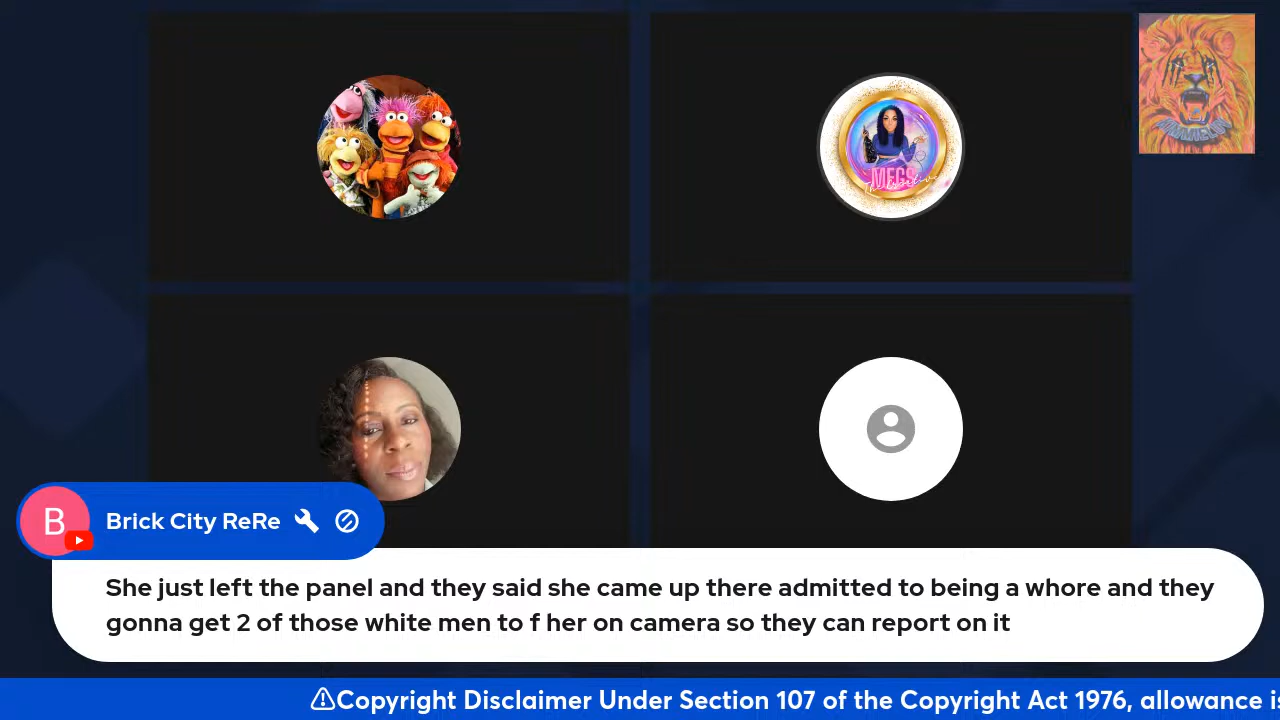 MEGS
B
Brick City ReRe
She just left the panel and they said she came up there admitted to being a whore and they
gonna get 2 of those white men to f her on camera so they can report on it
⚠Copyright Disclaimer Under Section 107 of the Copyright Act 1976, allowance is